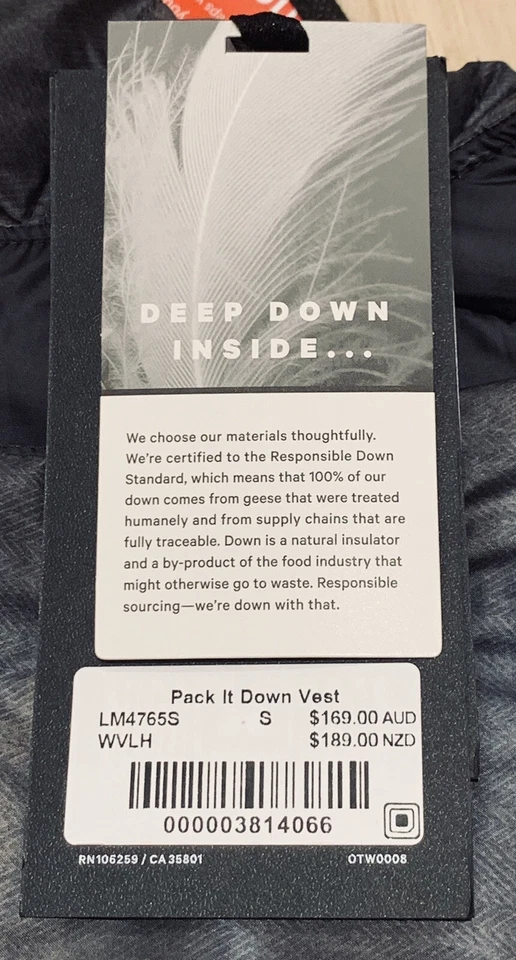 DEEP DOWN
INSIDE...
We choose our materials thoughtfully.
We're certified to the Responsible Down
Standard, which means that 100% of our
down comes from geese that were treated
humanely and from supply chains that are
fully traceable. Down is a natural insulator
and a by-product of the food industry that
might otherwise go to waste. Responsible
sourcing—we're down with that.
Pack It Down Vest
LM4765S S $169.00 AUD
WVLH $189.00 NZD
000003814066
RN106259 / CA35801 OTW0008